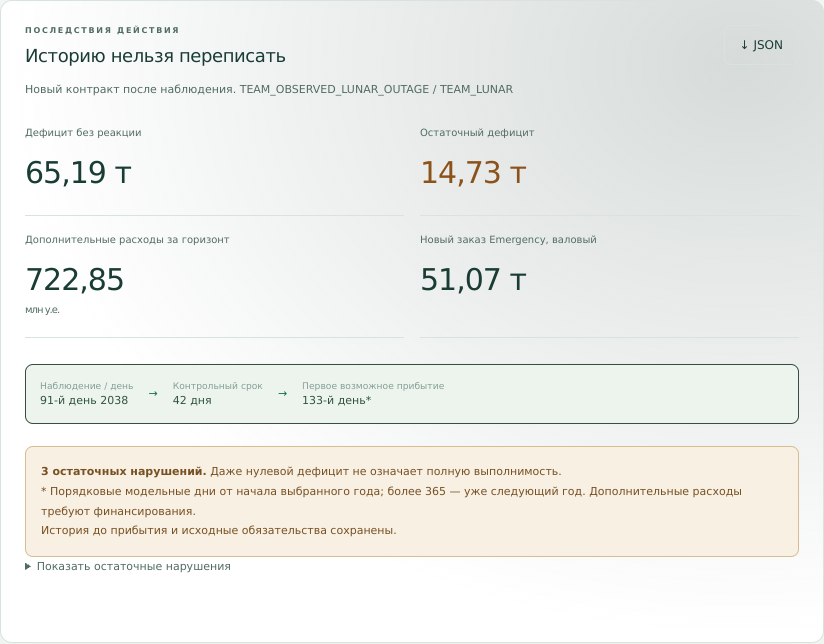 ПОСЛЕДСТВИЯ ДЕЙСТВИЯ
Историю нельзя переписать
↓ JSON
Новый контракт после наблюдения. TEAM_OBSERVED_LUNAR_OUTAGE / TEAM_LUNAR
Дефицит без реакции
65,19 т
Остаточный дефицит
14,73 т
Дополнительные расходы за горизонт
722,85
млн у.е.
Новый заказ Emergency, валовый
51,07 т
Наблюдение / день
91-й день 2038
→
Контрольный срок
42 дня
→
Первое возможное прибытие
133-й день*
3 остаточных нарушений. Даже нулевой дефицит не означает полную выполнимость.
* Порядковые модельные дни от начала выбранного года; более 365 — уже следующий год. Дополнительные расходы
требуют финансирования.
История до прибытия и исходные обязательства сохранены.
▶ Показать остаточные нарушения